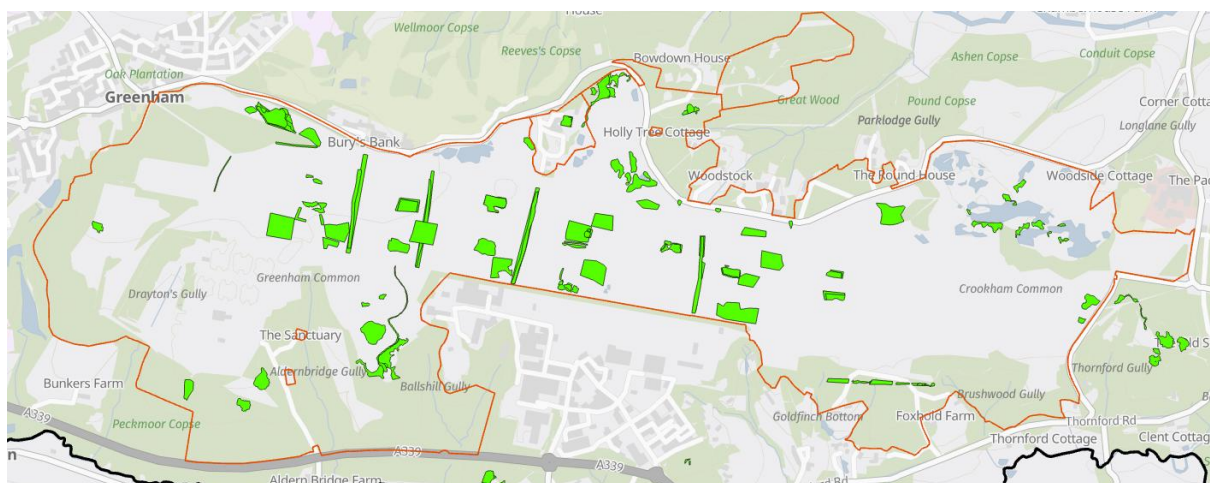 House
Wellmoor Copse
Reeves's Copse
Bowdown House
Ashen Copse
Conduit Copse
Oak Plantation
Greenham
Great Wood
Pound Copse
Corner Cotta
Parklodge Gully
Longlane Gully
Bury's Bank
Holly Tree Cottage
Woodstock
The Round House
Woodside Cottage
The Pa
Greenham Common
Drayton's Gully
Crookham Common
The Sanctuary
Aldernbridge Gully
Ballshill Gully
Bunkers Farm
Thornford Gully
Brushwood Gully
Goldfinch Bottom
Foxhold Farm
Peckmoor Copse
A339
Thornford Rd
Thornford Cottage
Clent Cottag
A339
A339
Aldern Bridge Farm